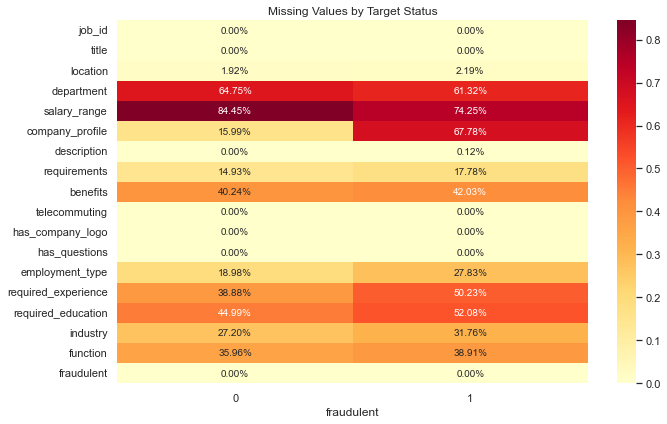 Missing Values by Target Status
job_id 0.00% 0.00%
title 0.00% 0.00%
location 1.92% 2.19%
department 64.75% 61.32%
salary_range 84.45% 74.25%
company_profile 15.99% 67.78%
description 0.00% 0.12%
requirements 14.93% 17.78%
benefits 40.24% 42.03%
telecommuting 0.00% 0.00%
has_company_logo 0.00% 0.00%
has_questions 0.00% 0.00%
employment_type 18.98% 27.83%
required_experience 38.88% 50.23%
required_education 44.99% 52.08%
industry 27.20% 31.76%
function 35.96% 38.91%
fraudulent 0.00% 0.00%
0 1
fraudulent
0.8
0.7
0.6
0.5
0.4
0.3
0.2
0.1
0.0